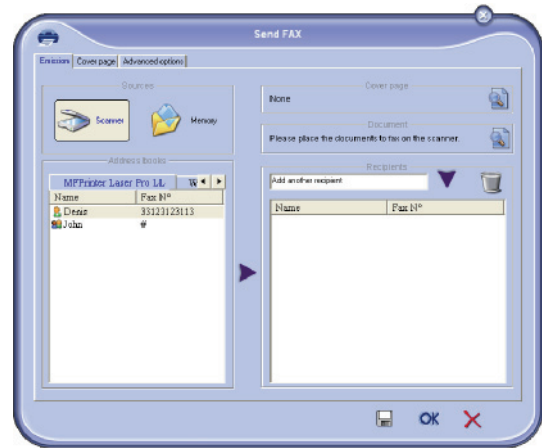 Send FAX
Emission Cover page Advanced options
Sources
Scanner Memory
Address books
MFPrinter Laser Pro LL W
Name Fax Nº
Denis 33123123113
John #
Cover page
None
Document
Please place the documents to fax on the scanner.
Recipients
Add another recipient
Name Fax Nº
OK